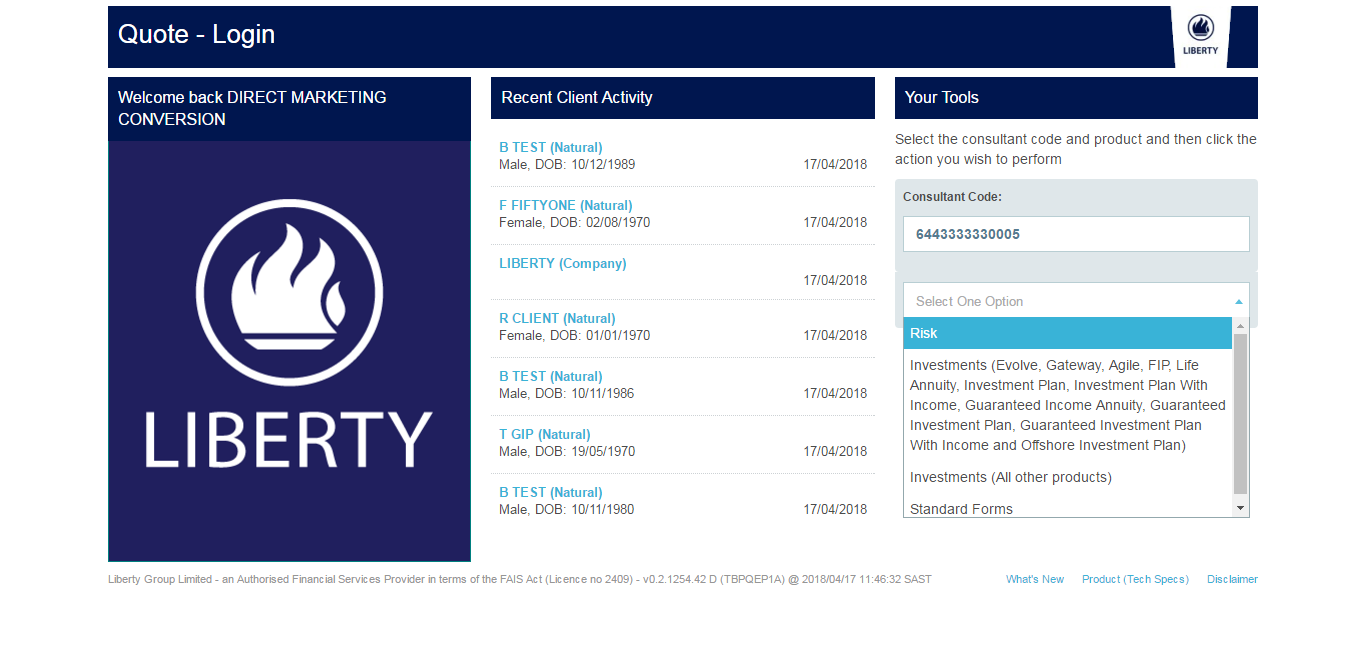 Quote - Login
LIBERTY
Welcome back DIRECT MARKETING
CONVERSION
LIBERTY
Recent Client Activity
B TEST (Natural)
Male, DOB: 10/12/1989 17/04/2018
F FIFTYONE (Natural)
Female, DOB: 02/08/1970 17/04/2018
LIBERTY (Company)
17/04/2018
R CLIENT (Natural)
Female, DOB: 01/01/1970 17/04/2018
B TEST (Natural)
Male, DOB: 10/11/1986 17/04/2018
T GIP (Natural)
Male, DOB: 19/05/1970 17/04/2018
B TEST (Natural)
Male, DOB: 10/11/1980 17/04/2018
Your Tools
Select the consultant code and product and then click the
action you wish to perform
Consultant Code:
6443333330005
Select One Option
Risk
Investments (Evolve, Gateway, Agile, FIP, Life
Annuity, Investment Plan, Investment Plan With
Income, Guaranteed Income Annuity, Guaranteed
Investment Plan, Guaranteed Investment Plan
With Income and Offshore Investment Plan)
Investments (All other products)
Standard Forms
Liberty Group Limited - an Authorised Financial Services Provider in terms of the FAIS Act (Licence no 2409) - v0.2.1254.42 D (TBPQEP1A) @ 2018/04/17 11:46:32 SAST
What's New Product (Tech Specs) Disclaimer